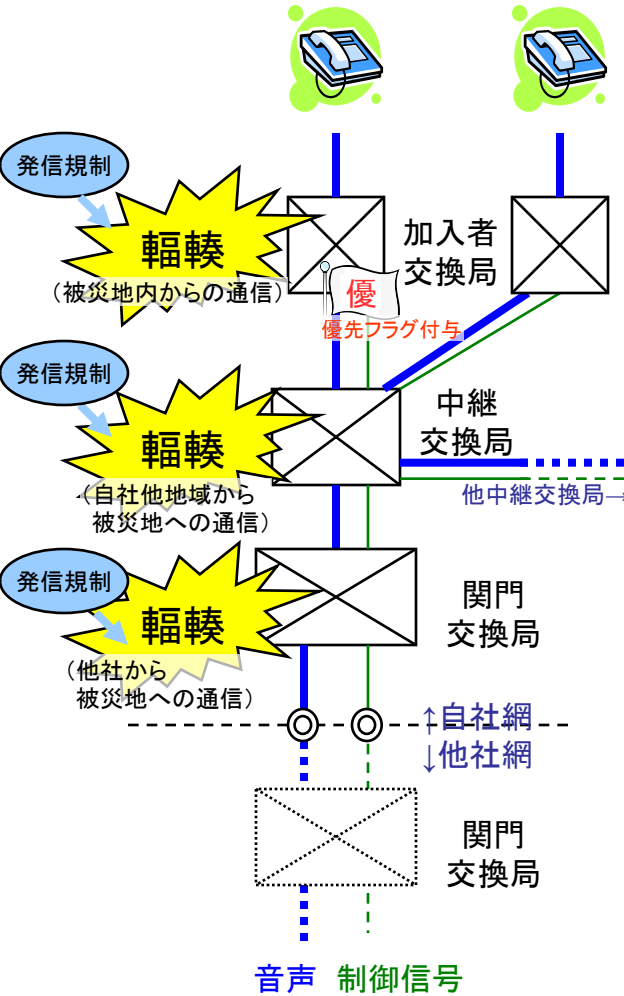 発信規制
輻輳
(被災地内からの通信)
加入者
交換局
優
優先フラグ付与
発信規制
輻輳
(自社他地域から
被災地への通信)
中継
交換局
他中継交換局→
発信規制
輻輳
(他社から
被災地への通信)
関門
交換局
↑自社網
↓他社網
関門
交換局
音声 制御信号